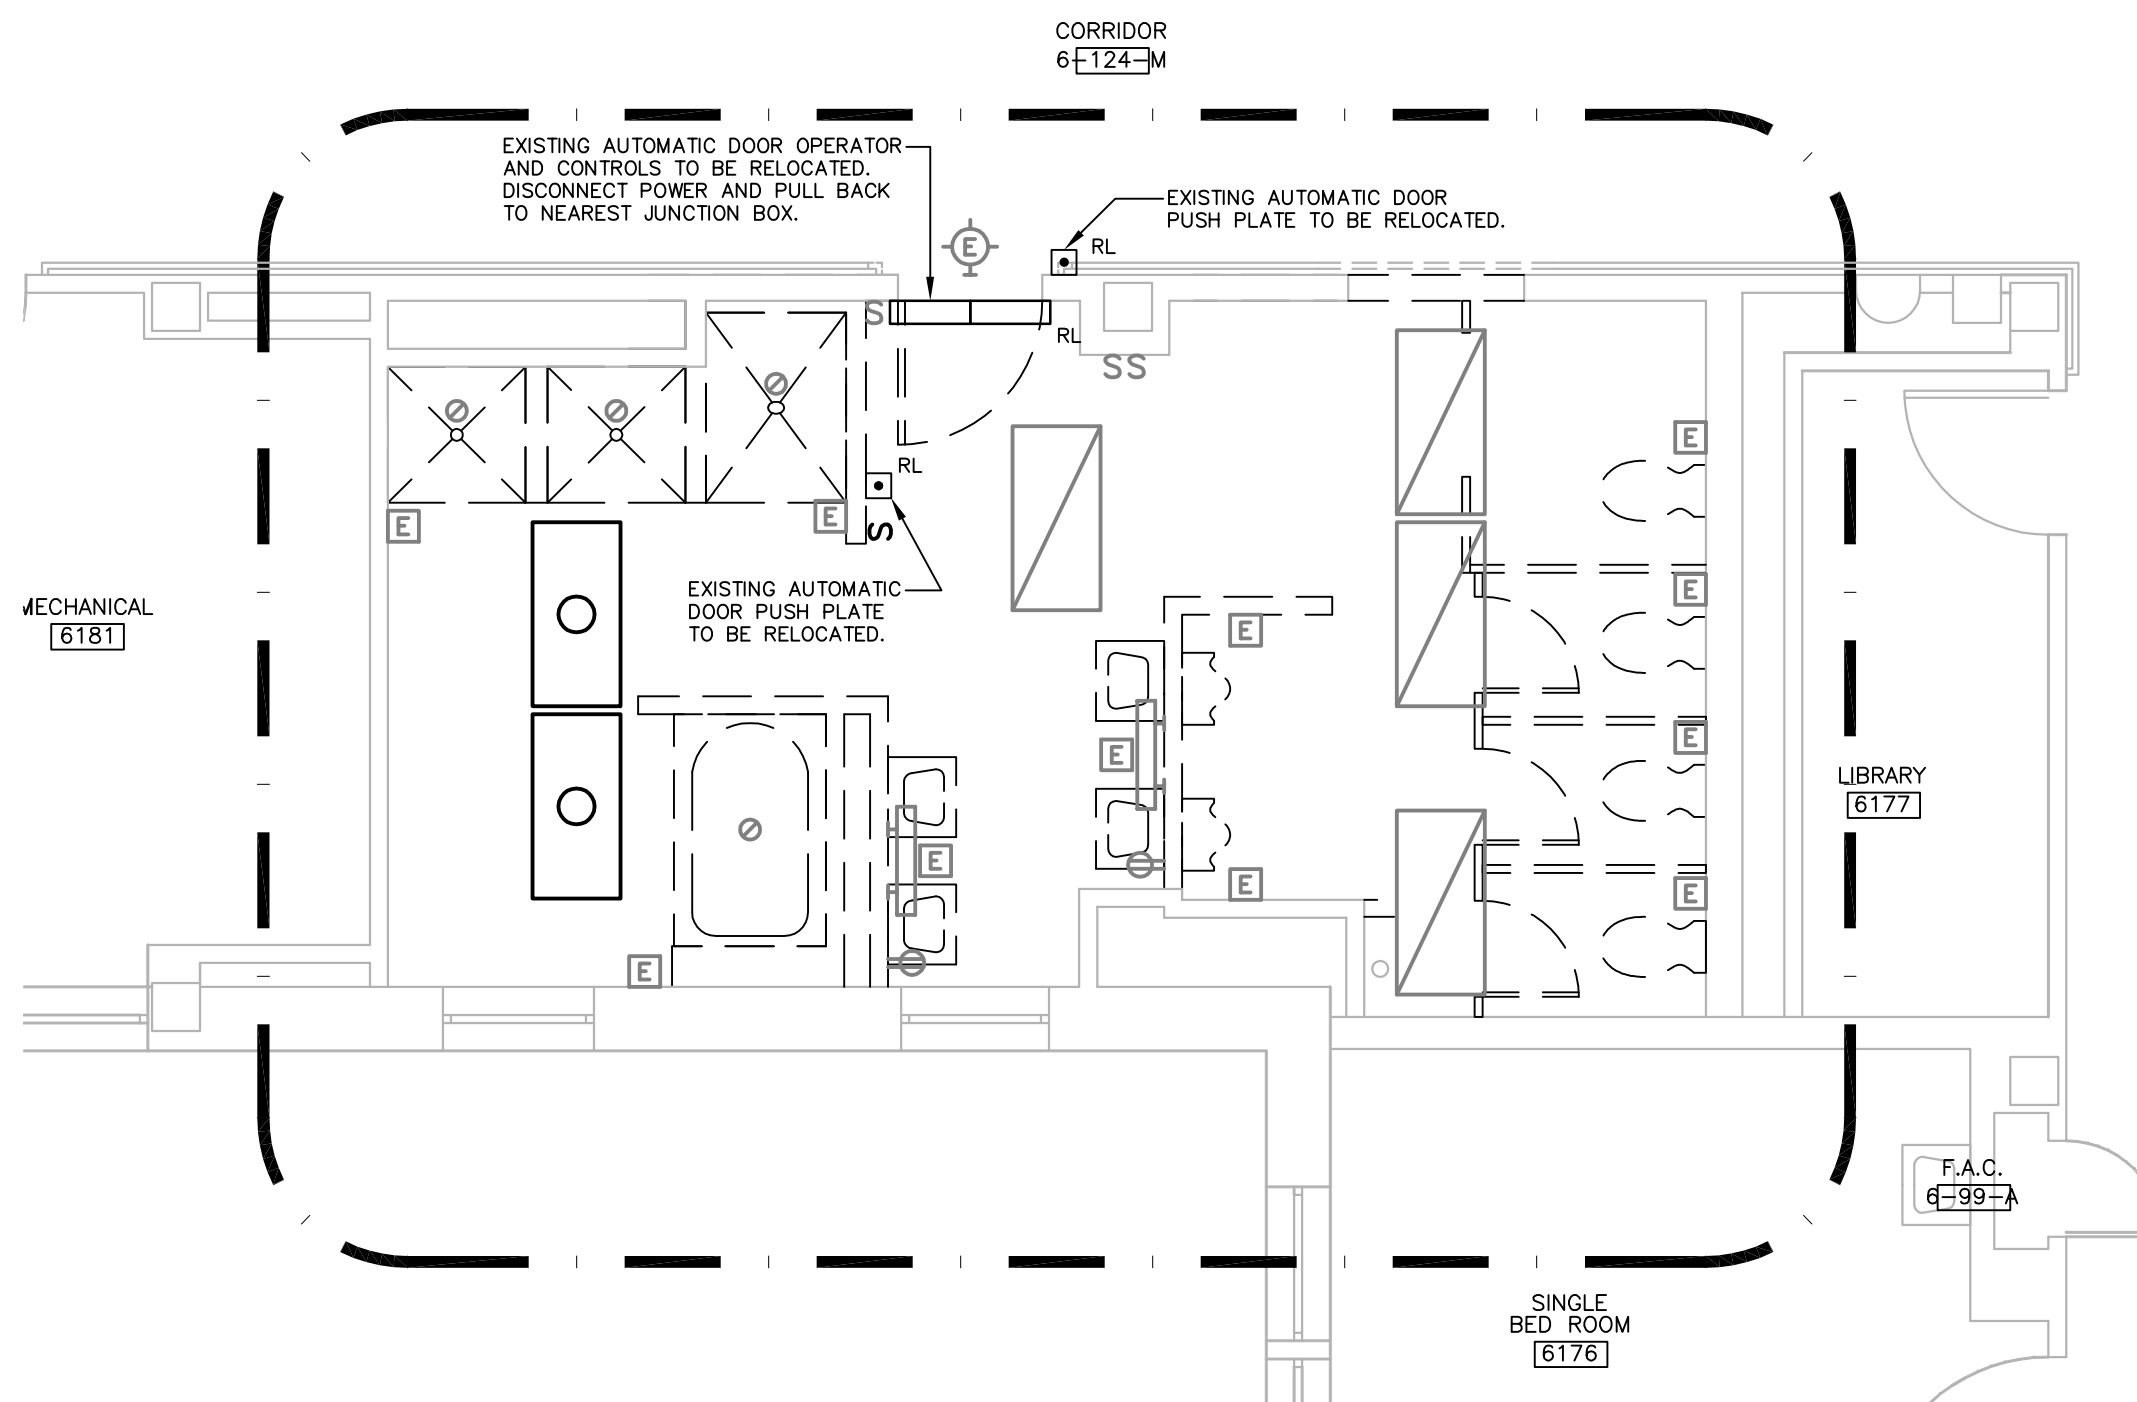 CORRIDOR
6-124-M
EXISTING AUTOMATIC DOOR OPERATOR
AND CONTROLS TO BE RELOCATED.
DISCONNECT POWER AND PULL BACK
TO NEAREST JUNCTION BOX.
EXISTING AUTOMATIC DOOR
PUSH PLATE TO BE RELOCATED.
E
RL
S
RL
SS
RL
E
E
E
S
EXISTING AUTOMATIC
DOOR PUSH PLATE
TO BE RELOCATED.
E
E
MECHANICAL
6181
E
E
LIBRARY
6177
E
E
E
E
F.A.C.
6-99-A
SINGLE
BED ROOM
6176